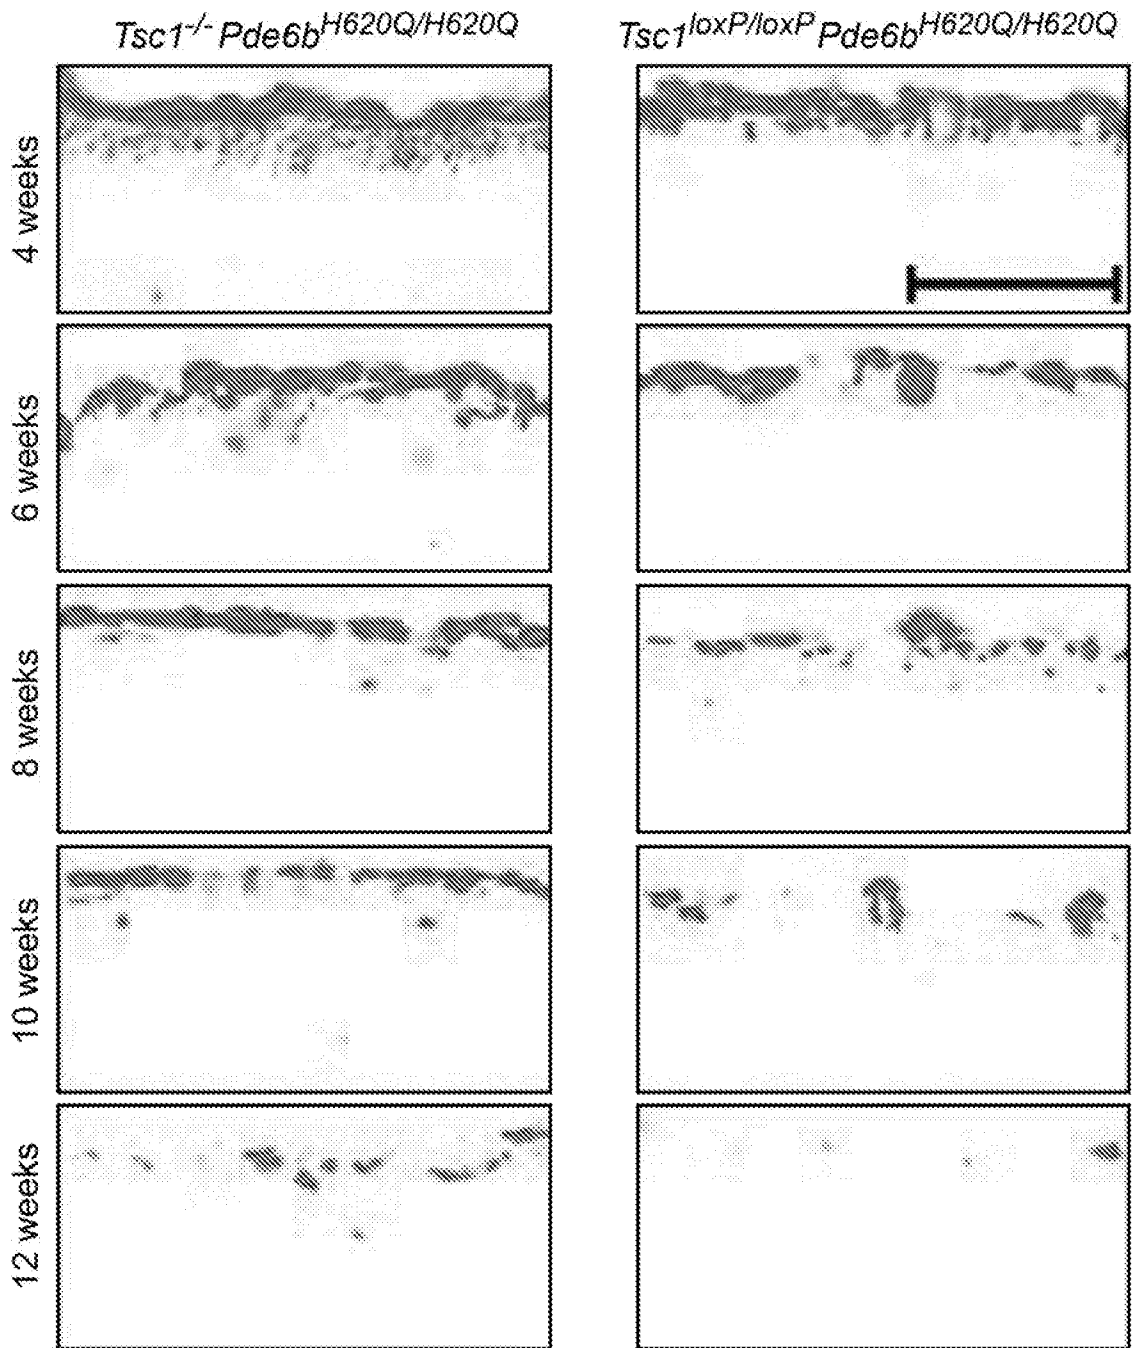 Tsc1-/- Pde6bH620Q/H620Q
Tsc1loxP/loxP Pde6bH620Q/H620Q
4 weeks
6 weeks
8 weeks
10 weeks
12 weeks